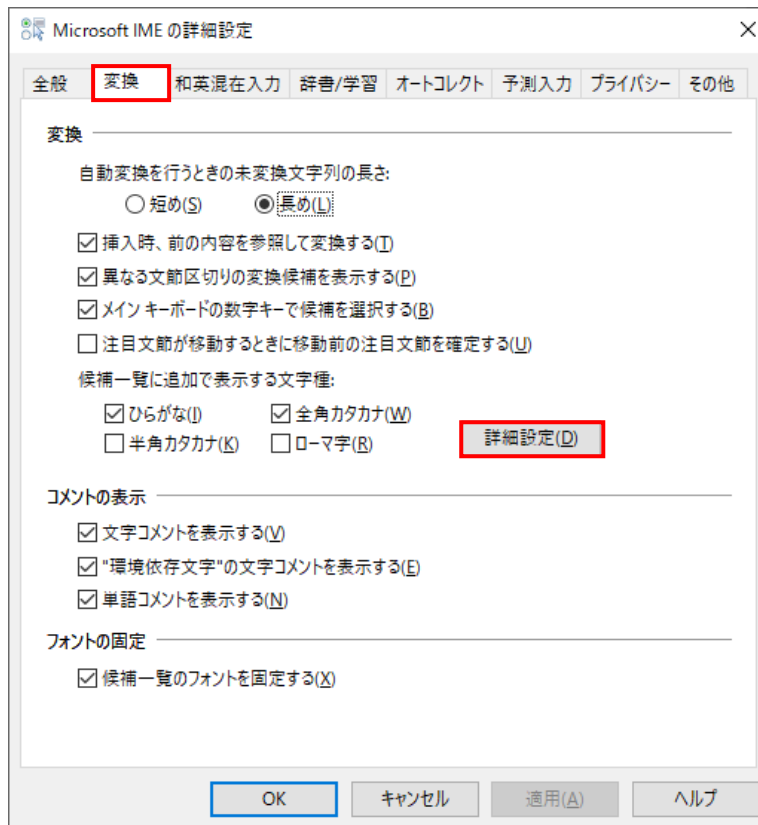 Microsoft IME の詳細設定
全般 変換 和英混在入力 辞書/学習 オートコレクト 予測入力 プライバシー その他
変換
自動変換を行うときの未変換文字列の長さ:
短め(S) 長め(L)
挿入時、前の内容を参照して変換する(T)
異なる文節区切りの変換候補を表示する(P)
メイン キーボードの数字キーで候補を選択する(B)
注目文節が移動するときに移動前の注目文節を確定する(U)
候補一覧に追加で表示する文字種:
ひらがな(I) 全角カタカナ(W)
半角カタカナ(K) ローマ字(R) 詳細設定(D)
コメントの表示
文字コメントを表示する(V)
"環境依存文字"の文字コメントを表示する(E)
単語コメントを表示する(N)
フォントの固定
候補一覧のフォントを固定する(X)
OK キャンセル 適用(A) ヘルプ